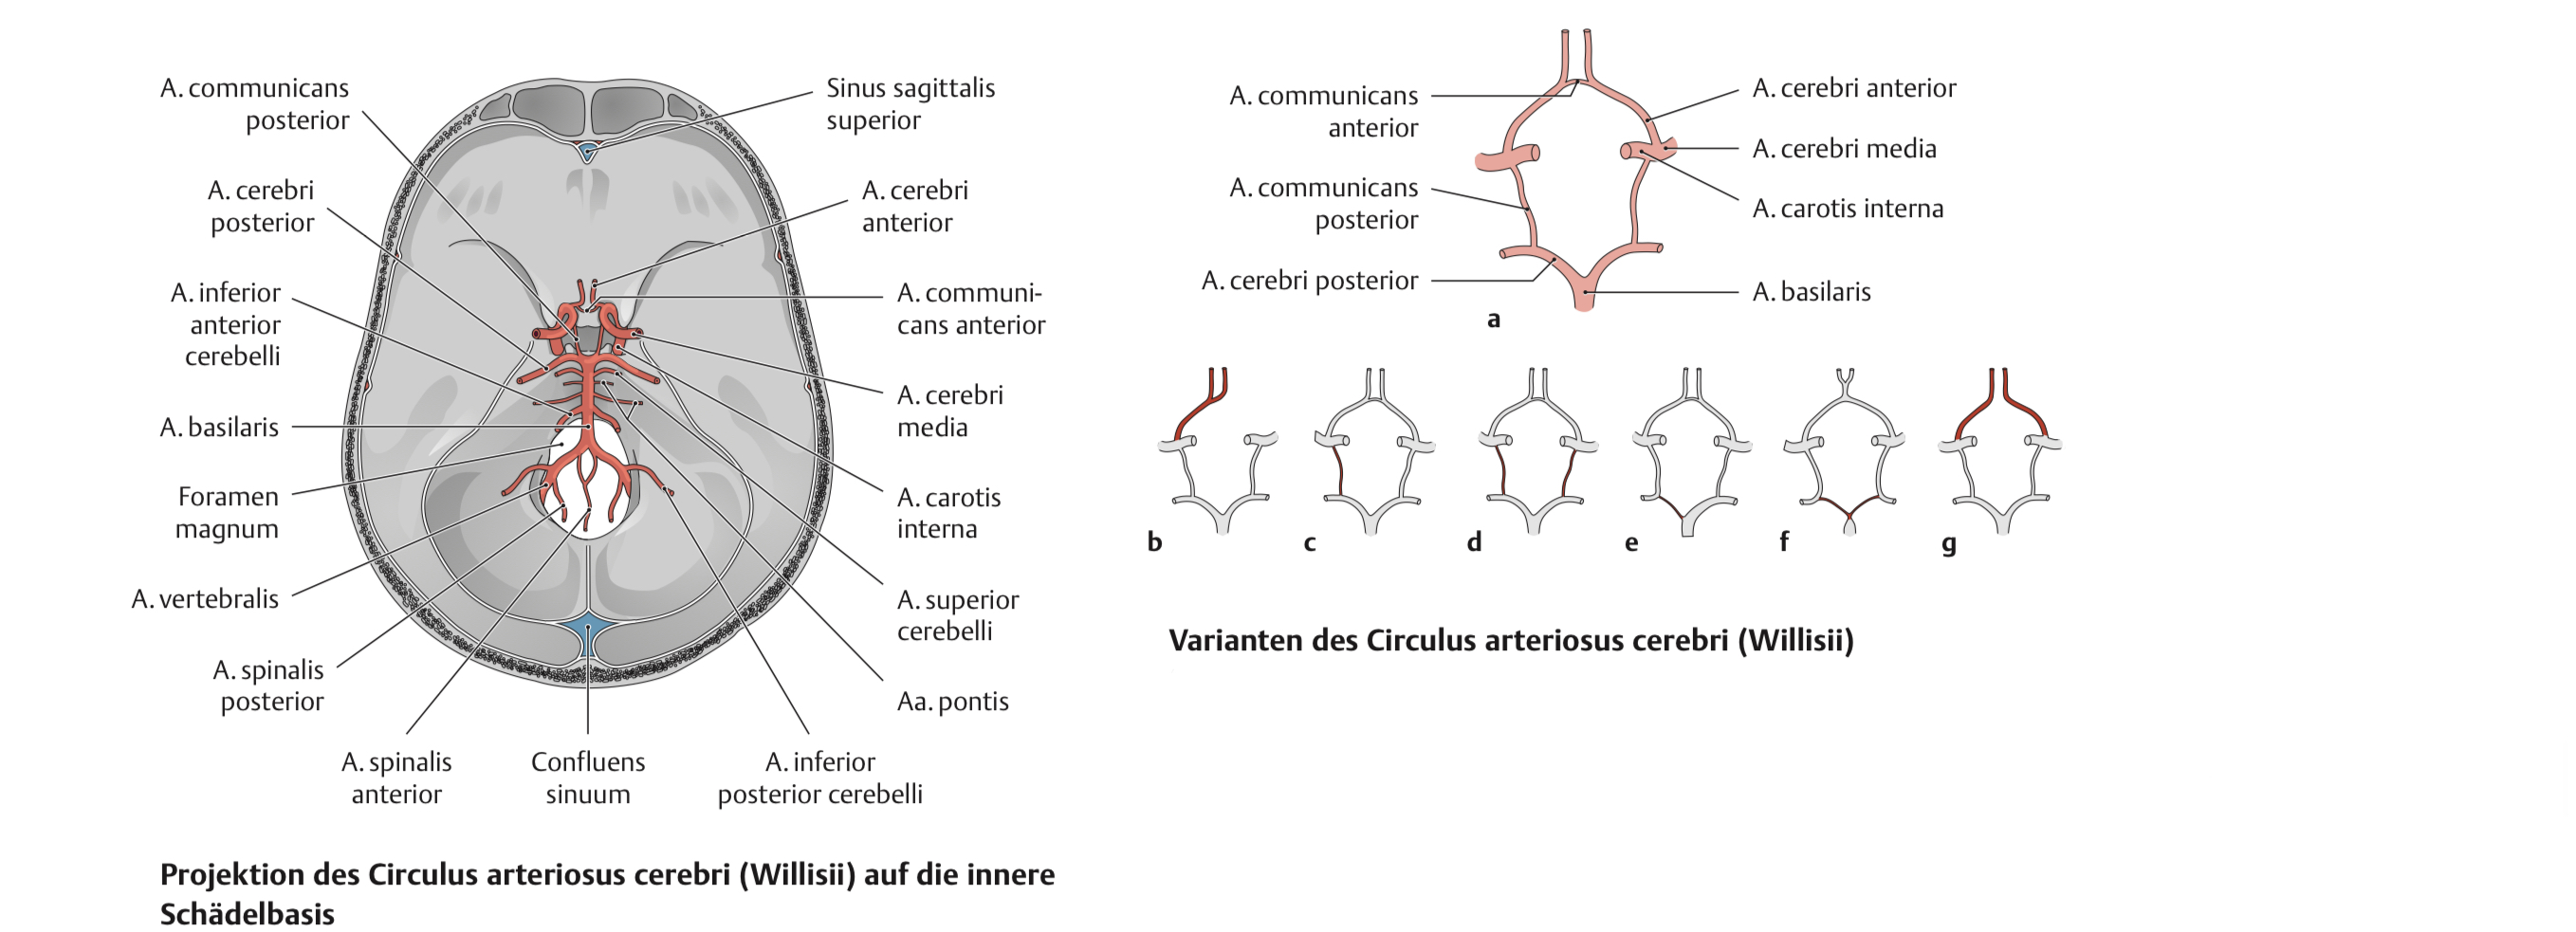 A. communicans
posterior
A. cerebri
posterior
A. inferior
anterior
cerebelli
A. basilaris
Foramen
magnum
A. vertebralis
A. spinalis
posterior
A. spinalis
anterior
Confluens
sinuum
A. inferior
posterior cerebelli
Sinus sagittalis
superior
A. cerebri
anterior
A. communi-
cans anterior
A. cerebri
media
A. carotis
interna
A. superior
cerebelli
Aa. pontis
Projektion des Circulus arteriosus cerebri (Willisii) auf die innere
Schädelbasis
A. communicans
anterior
A. communicans
posterior
A. cerebri posterior
A. cerebri anterior
A. cerebri media
A. carotis interna
A. basilaris
a
b c d e f g
Varianten des Circulus arteriosus cerebri (Willisii)